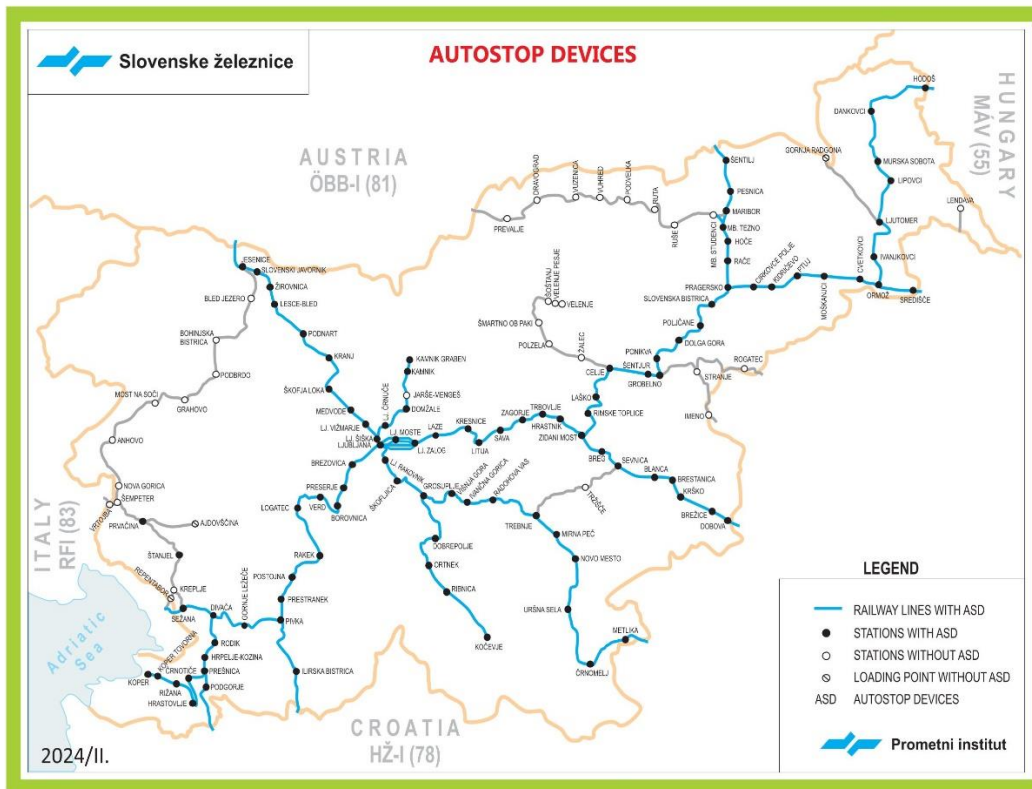 Slovenske železnice
AUTOSTOP DEVICES
AUSTRIA
ÖBB-I (81)
HUNGARY
MÁV (55)
ITALY
RFI (83)
CROATIA
HŽ-I (78)
Adriatic
Sea
HODOŠ
DANKOVCI
GORNJA RADGONA
MURSKA SOBOTA
LIPOVCI
LENDAVA
LJUTOMER
IVANJKOVCI
CVETKOVCI
ORMOŽ
SREDIŠČE
MOŠKANJCI
PTUJ
KIDRIČEVO
CIRKOVCE POLJE
PRAGERSKO
ŠENTILJ
PESNICA
MARIBOR
MB. TEZNO
MB. STUDENCI
HOČE
RAČE
RUŠE
RUTA
PODVELKA
VUHRED
VUZENICA
DRAVOGRAD
PREVALJE
SLOVENSKA BISTRICA
POLJČANE
DOLGA GORA
PONIKVA
ŠENTJUR
GROBELNO
STRANJE
ROGATEC
IMENO
ŠOŠTANJ
VELENJE PESJE
VELENJE
ŠMARTNO OB PAKI
POLZELA
ŽALEC
CELJE
LAŠKO
RIMSKE TOPLICE
ZIDANI MOST
HRASTNIK
TRBOVLJE
ZAGORJE
SAVA
KRESNICE
LITIJA
LAZE
LJ. ZALOG
LJ. MOSTE
BREG
SEVNICA
BLANCA
BRESTANICA
KRŠKO
BREŽICE
DOBOVA
TRŽIŠČE
TREBNJE
MIRNA PEČ
NOVO MESTO
URŠNA SELA
ČRNOMELJ
METLIKA
JESENICE
SLOVENSKI JAVORNIK
ŽIROVNICA
LESCE-BLED
BLED JEZERO
BOHINJSKA
BISTRICA
PODBRDO
GRAHOVO
MOST NA SOČI
ANHOVO
NOVA GORICA
ŠEMPETER
VRTOJBA
PRVAČINA
AJDOVŠČINA
ŠTANJEL
REPENTABOR
KREPLJE
SEŽANA
PODNART
KRANJ
ŠKOFJA LOKA
MEDVODE
LJ. VIŽMARJE
LJ. ŠIŠKA
LJUBLJANA
LJ. ČRNUČE
KAMNIK GRABEN
KAMNIK
JARŠE-MENGEŠ
DOMŽALE
LJ. RAKOVNIK
ŠKOFLJICA
GROSUPLJE
VIŠNJA GORA
IVANČNA GORICA
RADOHOVA VAS
DOBREPOLJE
ORTNEK
RIBNICA
KOČEVJE
BREZOVICA
PRESERJE
VERD
BOROVNICA
LOGATEC
RAKEK
POSTOJNA
PRESTRANEK
PIVKA
GORNJE LEŽEČE
DIVAČA
RODIK
HRPELJE-KOZINA
PREŠNICA
PODGORJE
ČRNOTIČE
KOPER TOVORNA
KOPER
RIŽANA
HRASTOVLJE
ILIRSKA BISTRICA
LEGEND
RAILWAY LINES WITH ASD
STATIONS WITH ASD
STATIONS WITHOUT ASD
LOADING POINT WITHOUT ASD
ASD AUTOSTOP DEVICES
Prometni institut
2024/II.